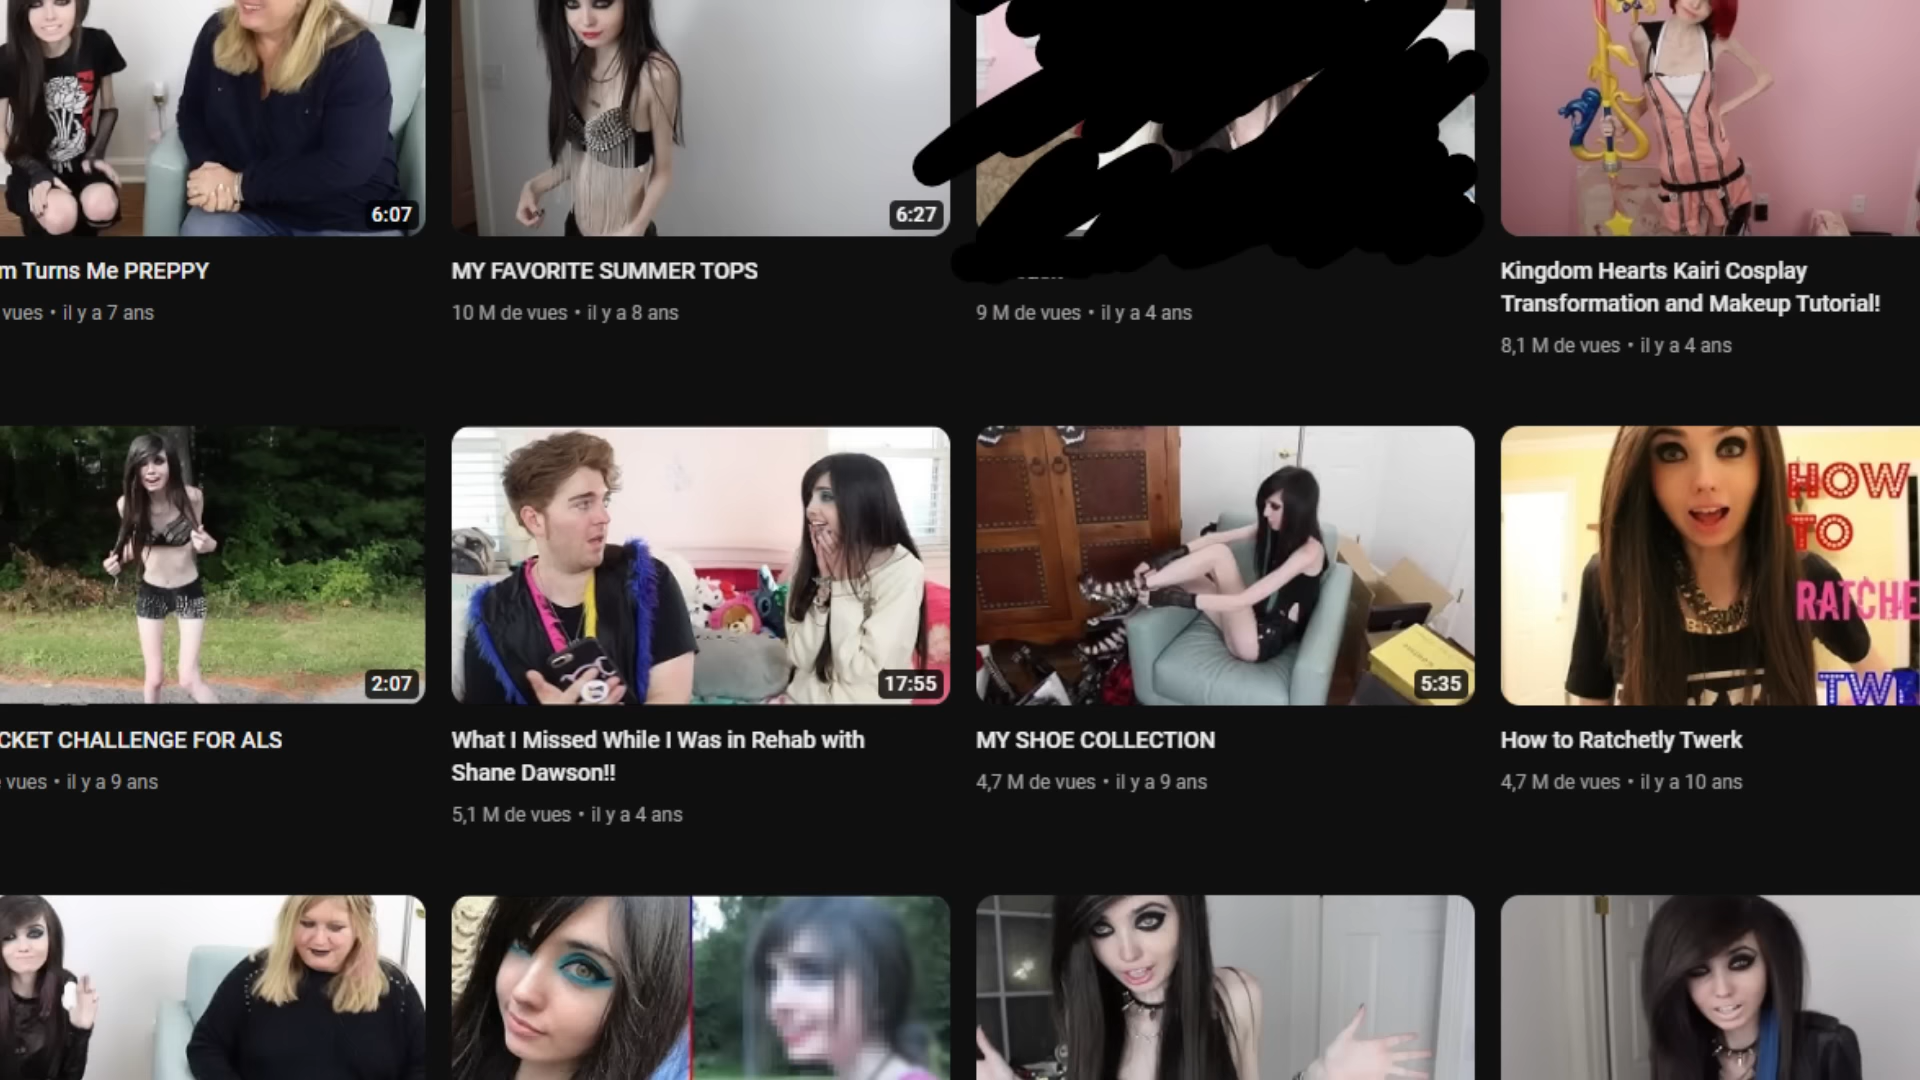 6:07
6:27
m Turns Me PREPPY
vues • il y a 7 ans
MY FAVORITE SUMMER TOPS
10 M de vues • il y a 8 ans
9 M de vues • il y a 4 ans
Kingdom Hearts Kairi Cosplay
Transformation and Makeup Tutorial!
8,1 M de vues • il y a 4 ans
2:07
17:55
5:35
HOW
TO
RATCHE
TWE
CKET CHALLENGE FOR ALS
vues • il y a 9 ans
What I Missed While I Was in Rehab with
Shane Dawson!!
5,1 M de vues • il y a 4 ans
MY SHOE COLLECTION
4,7 M de vues • il y a 9 ans
How to Ratchetly Twerk
4,7 M de vues • il y a 10 ans